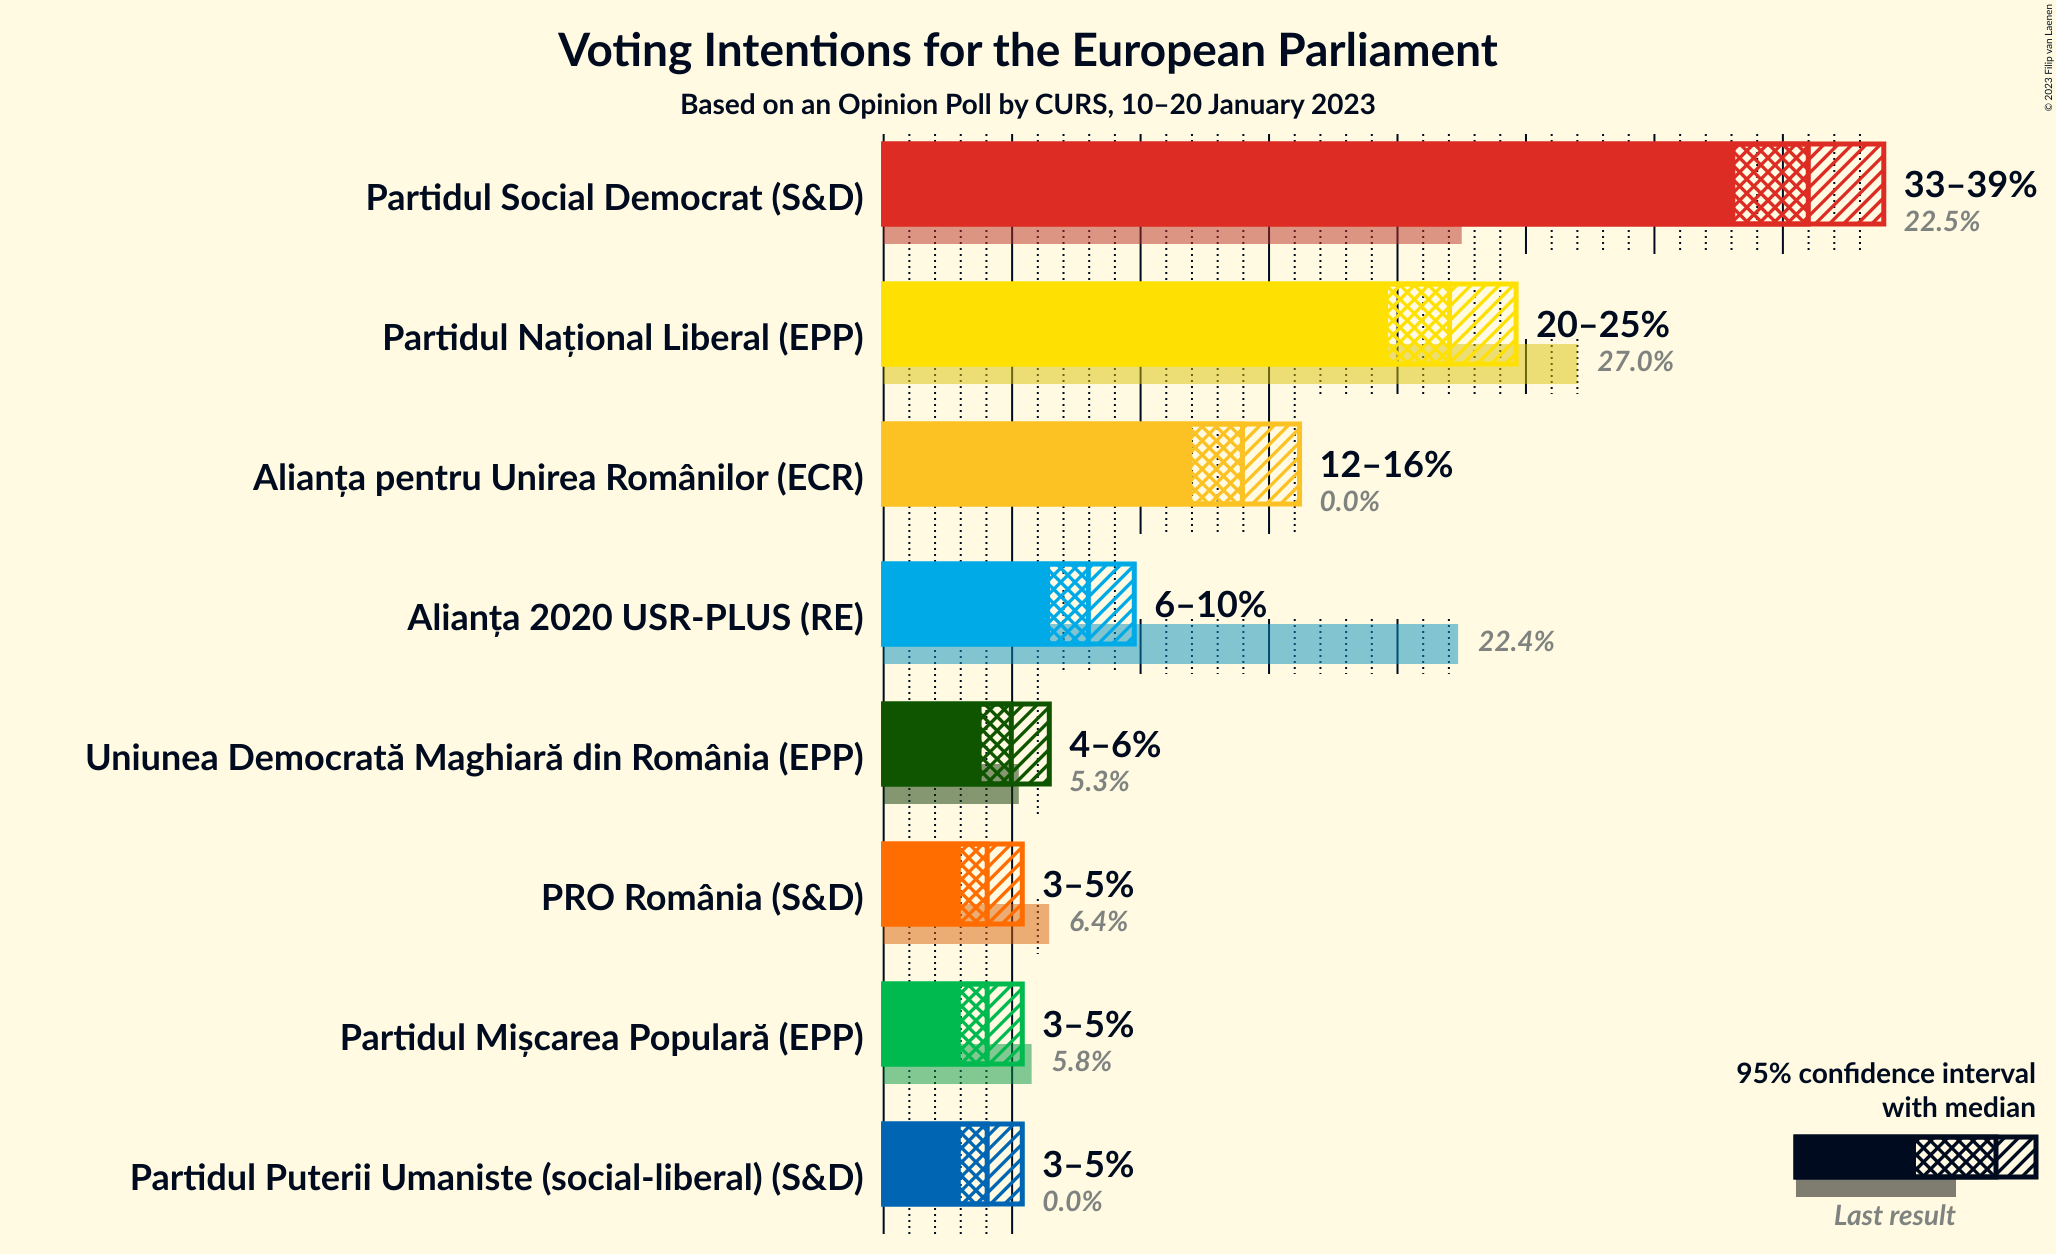 © 2023 Filip van Laenen
Voting Intentions for the European Parliament
Based on an Opinion Poll by CURS, 10–20 January 2023
Partidul Social Democrat (S&D)
33–39%
22.5%
Partidul Național Liberal (EPP)
20–25%
27.0%
Alianța pentru Unirea Românilor (ECR)
12–16%
0.0%
Alianța 2020 USR-PLUS (RE)
6–10%
22.4%
Uniunea Democrată Maghiară din România (EPP)
4–6%
5.3%
PRO România (S&D)
3–5%
6.4%
Partidul Mișcarea Populară (EPP)
3–5%
5.8%
Partidul Puterii Umaniste (social-liberal) (S&D)
3–5%
0.0%
95% confidence interval
with median
Last result